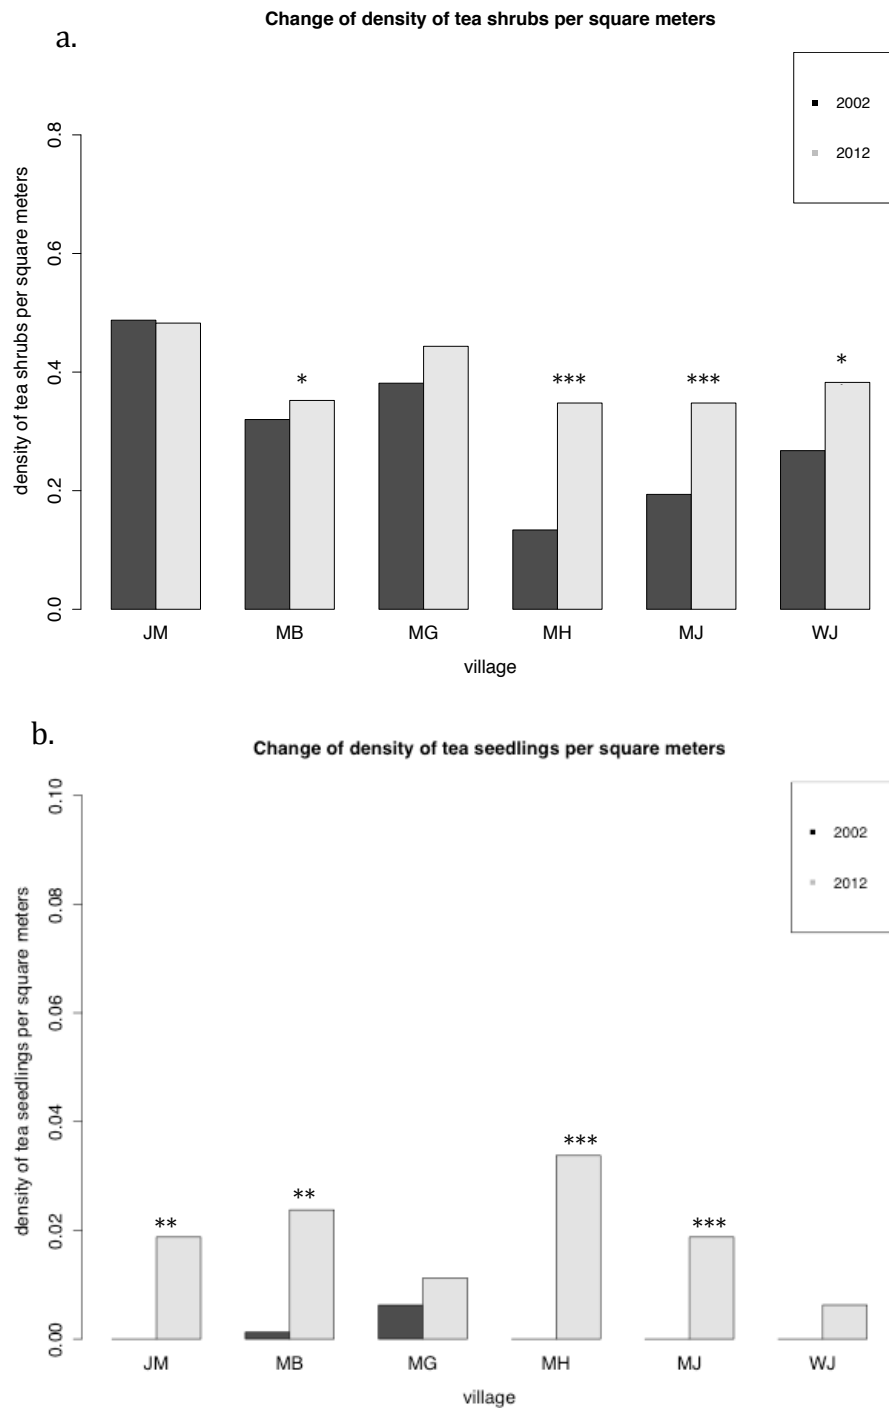 a.
Change of density of tea shrubs per square meters
2002
2012
density of tea shrubs per square meters
0.8
0.6
0.4
0.2
0.0
*
***
***
*
JM MB MG MH MJ WJ
village
b.
Change of density of tea seedlings per square meters
2002
2012
density of tea seedlings per square meters
0.10
0.08
0.06
0.04
0.02
0.00
**
**
***
***
JM MB MG MH MJ WJ
village